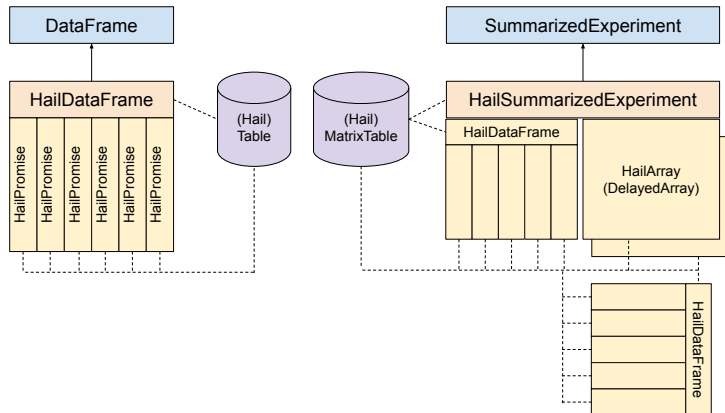 DataFrame
SummarizedExperiment
HailDataFrame
(Hail)
Table
(Hail)
MatrixTable
HailSummarizedExperiment
HailPromise
HailPromise
HailPromise
HailPromise
HailPromise
HailPromise
HailDataFrame
HailArray
(DelayedArray)
HailDataFrame